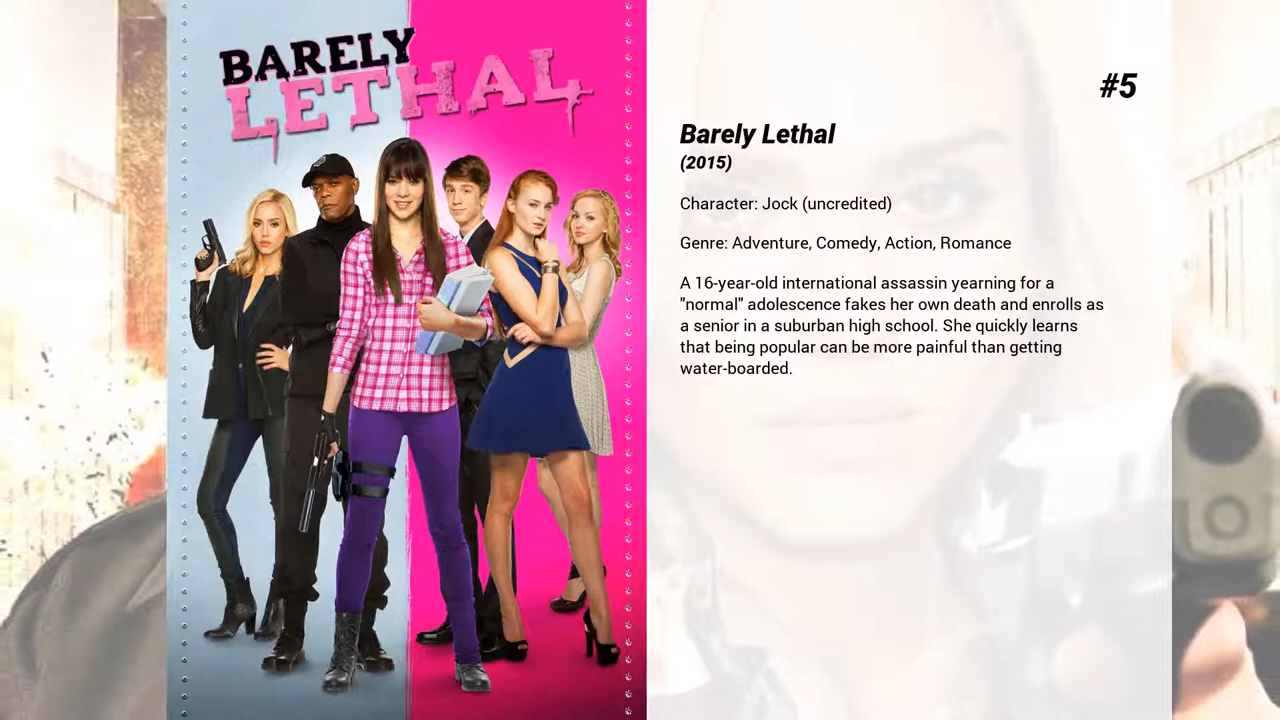 BARELY
LETHAL
#5
Barely Lethal
(2015)
Character: Jock (uncredited)
Genre: Adventure, Comedy, Action, Romance
A 16-year-old international assassin yearning for a
"normal" adolescence fakes her own death and enrolls as
a senior in a suburban high school. She quickly learns
that being popular can be more painful than getting
water-boarded.